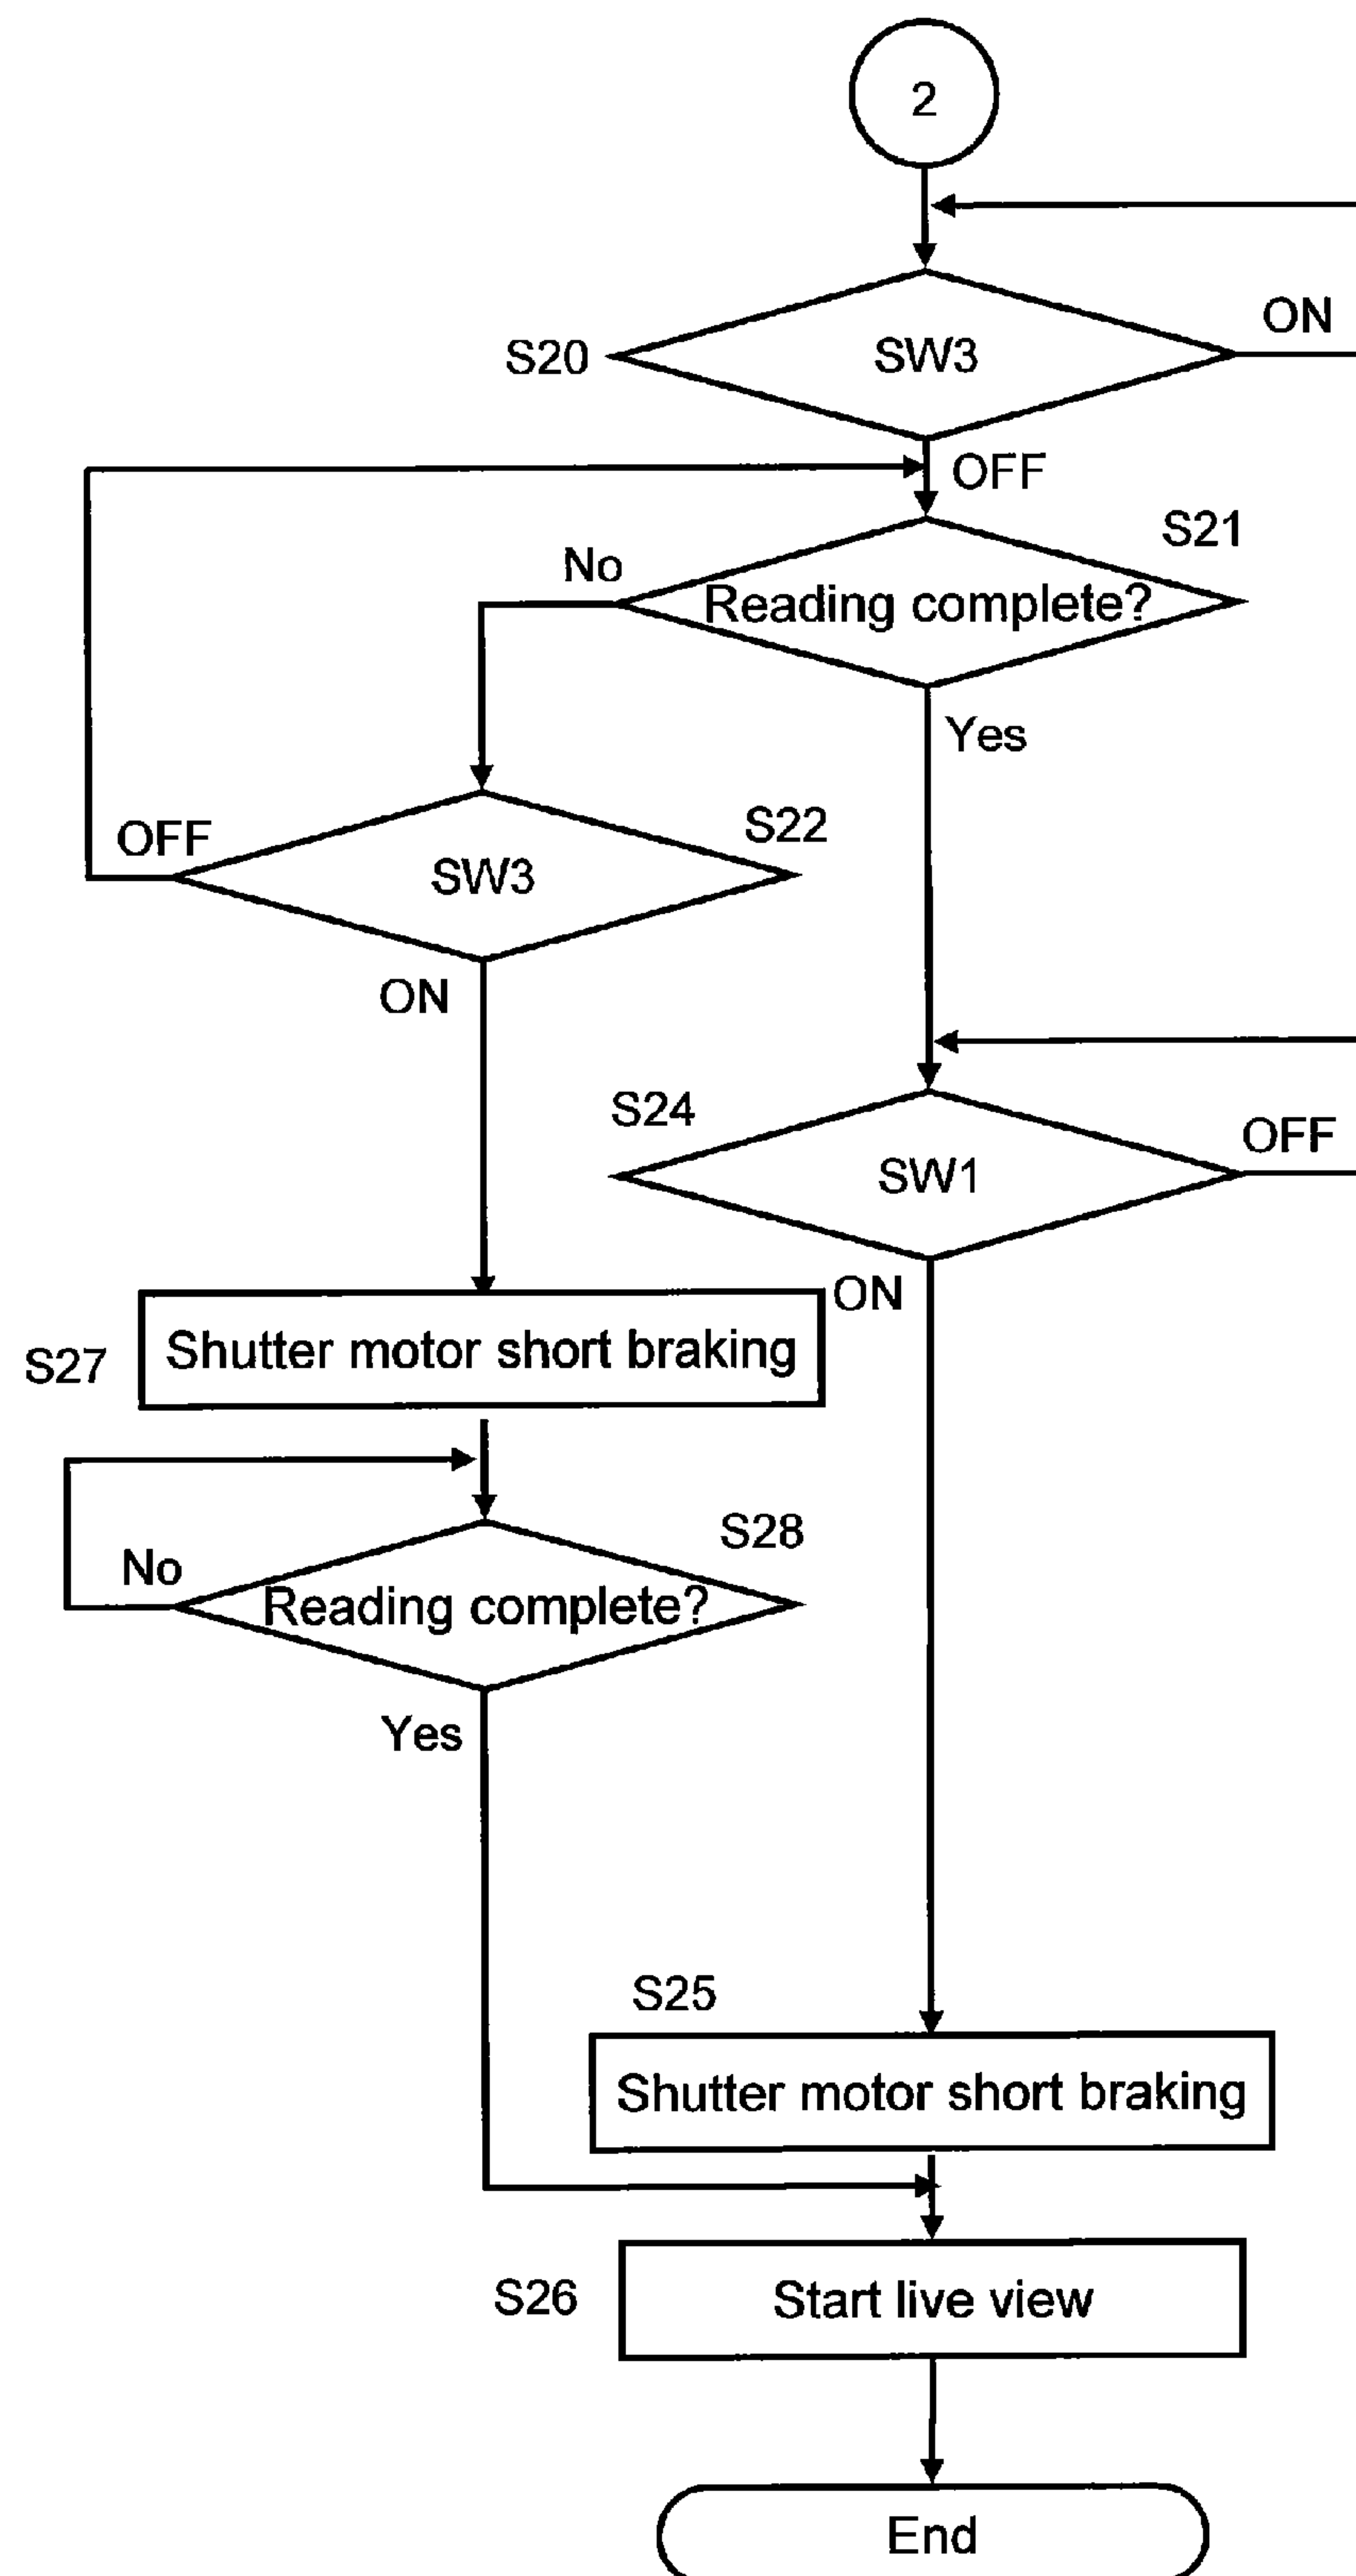 2
ON
S20
SW3
OFF
S21
No
Reading complete?
Yes
S22
OFF
SW3
ON
S24
OFF
SW1
ON
S27
Shutter motor short braking
S28
No
Reading complete?
Yes
S25
Shutter motor short braking
S26
Start live view
End